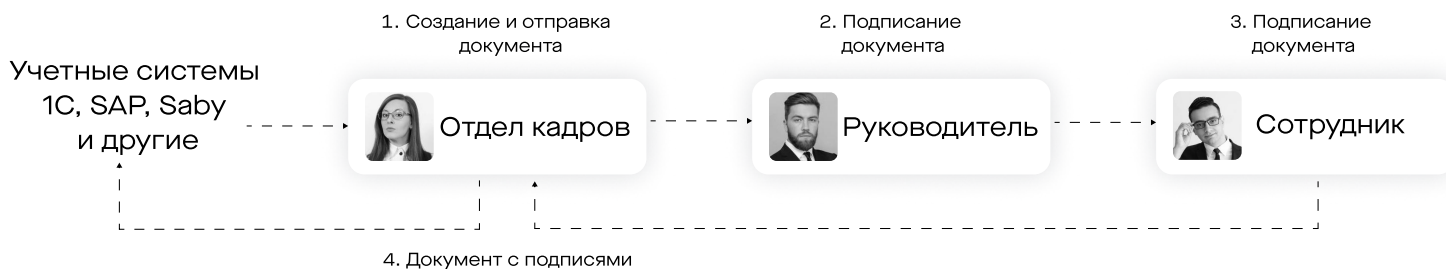 1. Создание и отправка
документа
2. Подписание
документа
3. Подписание
документа
Учетные системы
1С, SAP, Saby
и другие
Отдел кадров
Руководитель
Сотрудник
4. Документ с подписями